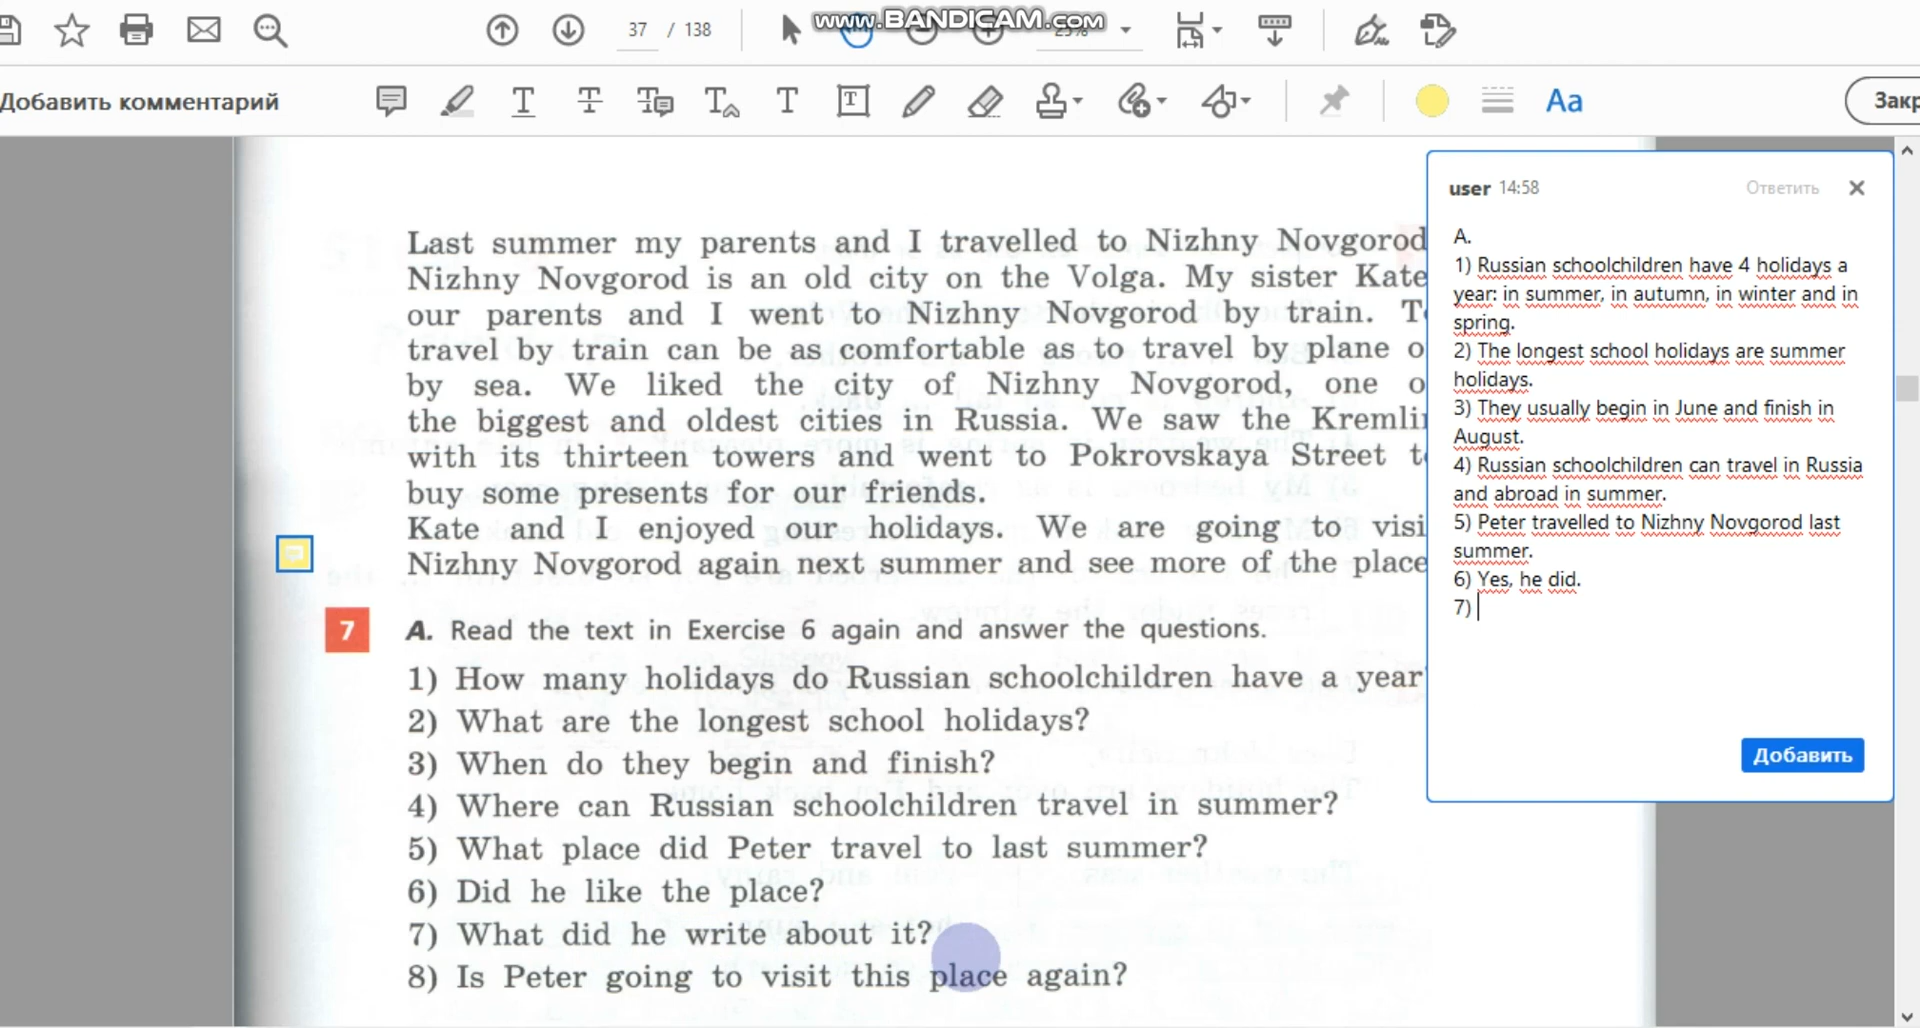 www.BANDICAM.com
37 / 138
25%
Добавить комментарий
T
T
T
T
T
T
Aa
Закр
Last summer my parents and I travelled to Nizhny Novgorod
Nizhny Novgorod is an old city on the Volga. My sister Kate
our parents and I went to Nizhny Novgorod by train. T
travel by train can be as comfortable as to travel by plane o
by sea. We liked the city of Nizhny Novgorod, one o
the biggest and oldest cities in Russia. We saw the Kremlin
with its thirteen towers and went to Pokrovskaya Street t
buy some presents for our friends.
Kate and I enjoyed our holidays. We are going to visi
Nizhny Novgorod again next summer and see more of the place
7 A. Read the text in Exercise 6 again and answer the questions.
1) How many holidays do Russian schoolchildren have a year
2) What are the longest school holidays?
3) When do they begin and finish?
4) Where can Russian schoolchildren travel in summer?
5) What place did Peter travel to last summer?
6) Did he like the place?
7) What did he write about it?
8) Is Peter going to visit this place again?
user 14:58 Ответить
A.
1) Russian schoolchildren have 4 holidays a
year: in summer, in autumn, in winter and in
spring.
2) The longest school holidays are summer
holidays.
3) They usually begin in June and finish in
August.
4) Russian schoolchildren can travel in Russia
and abroad in summer.
5) Peter travelled to Nizhny Novgorod last
summer.
6) Yes, he did.
7)
Добавить